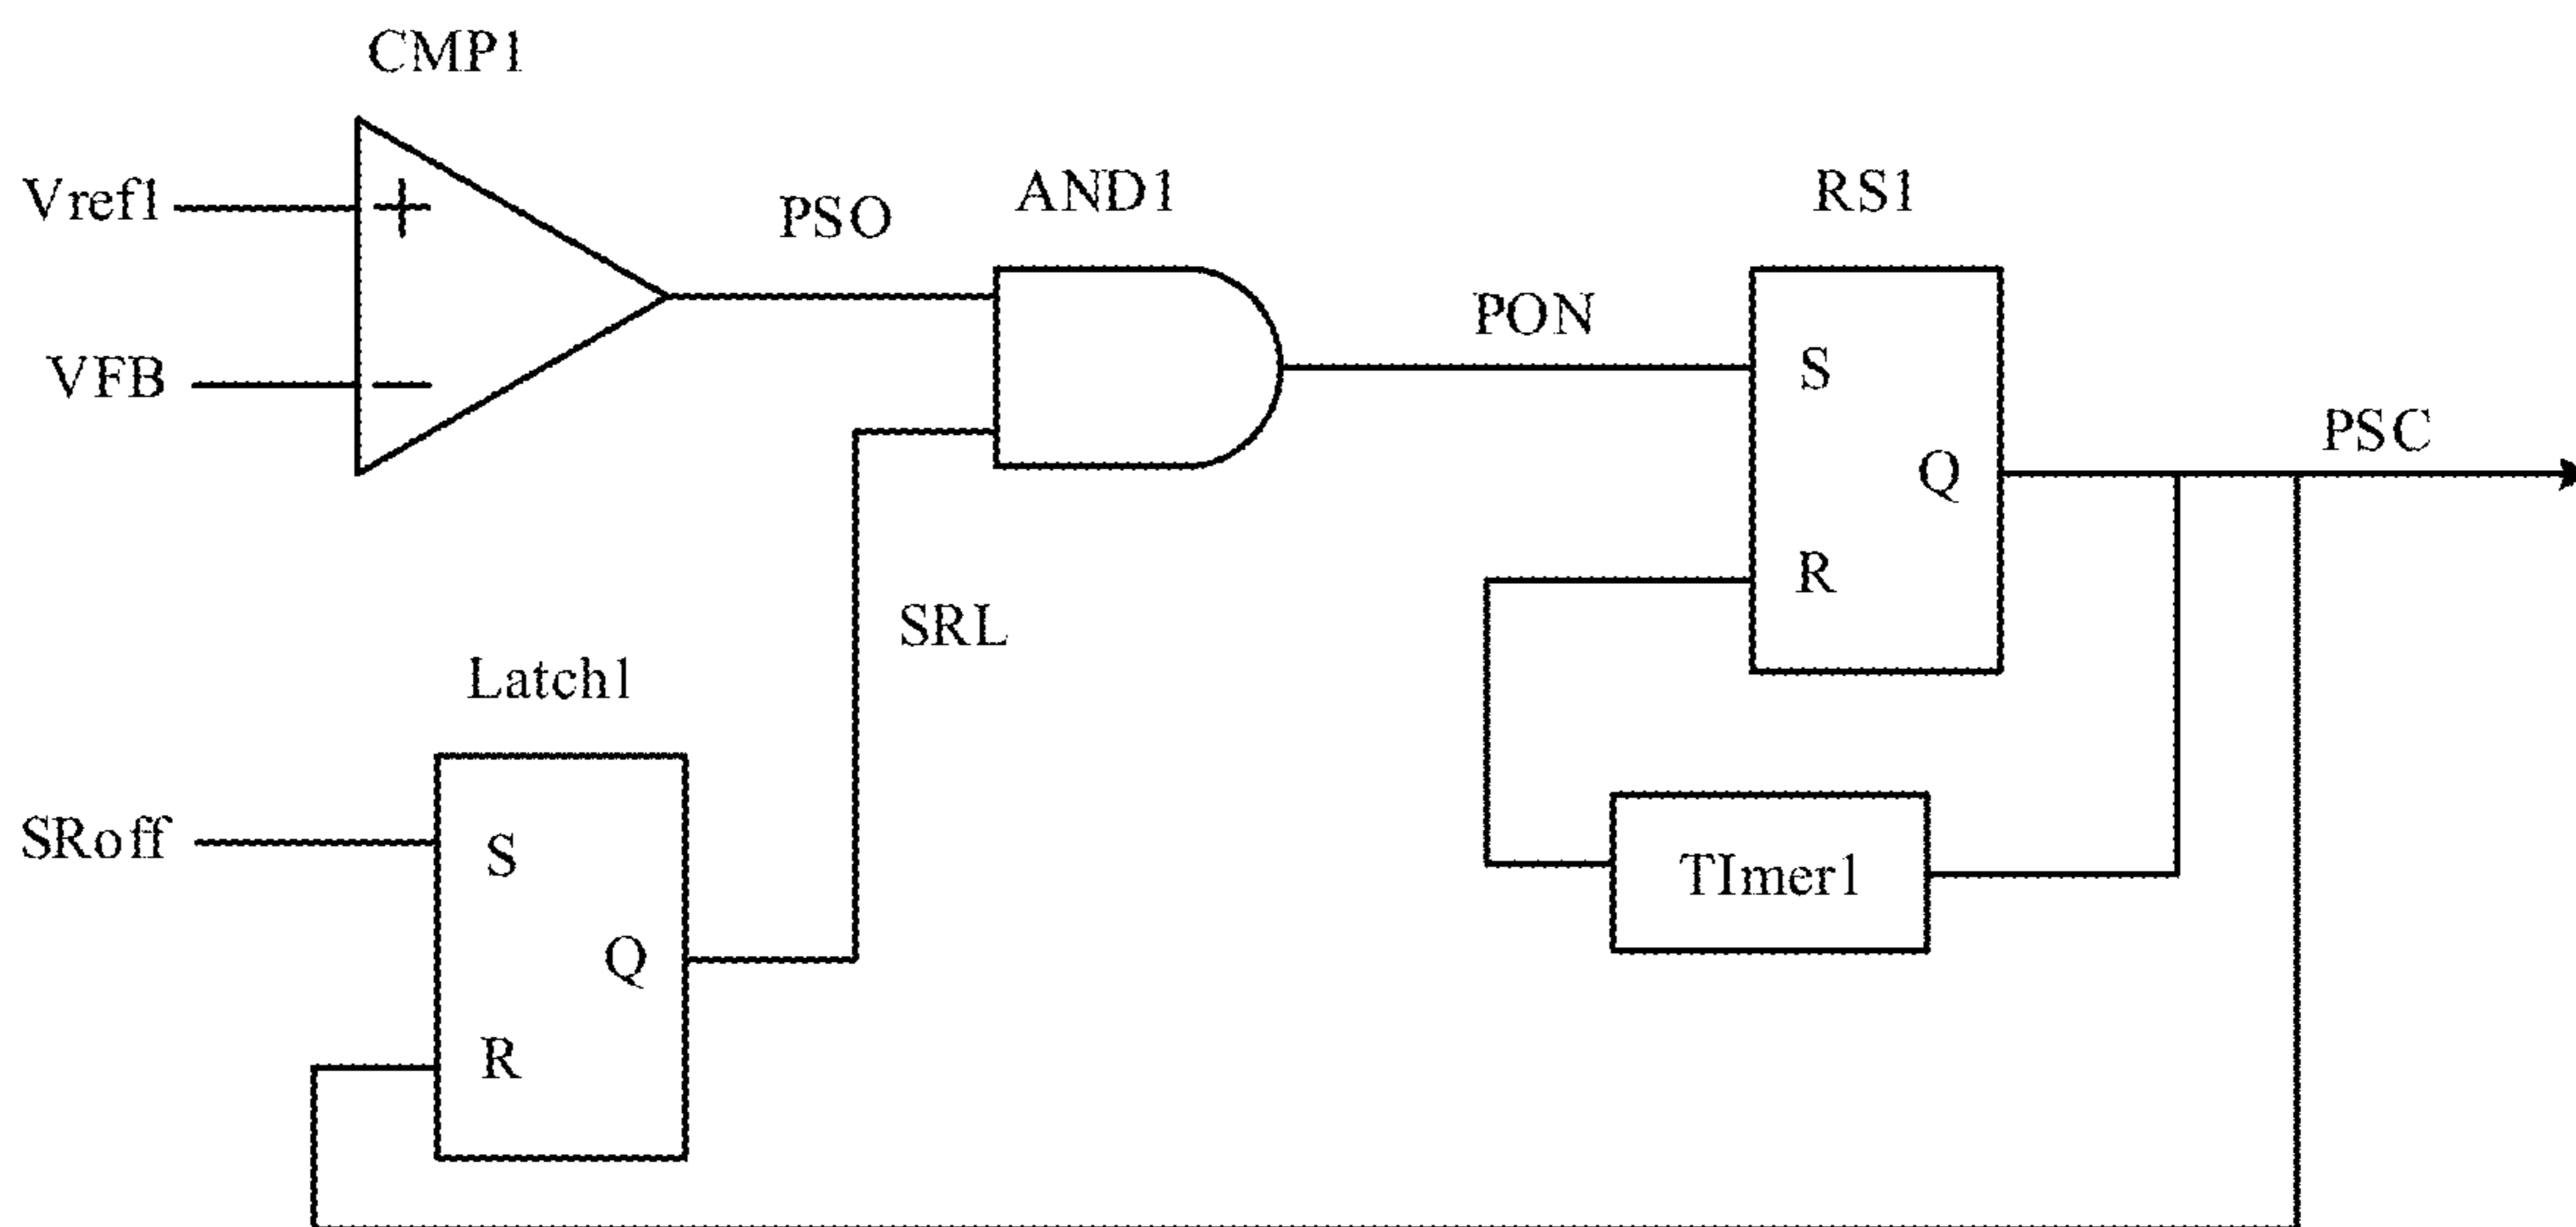 CMP1
Vref1
+
VFB
−
PSO
AND1
PON
RS1
S
Q
R
PSC
SRL
Latch1
SRoff
S
Q
R
TImer1